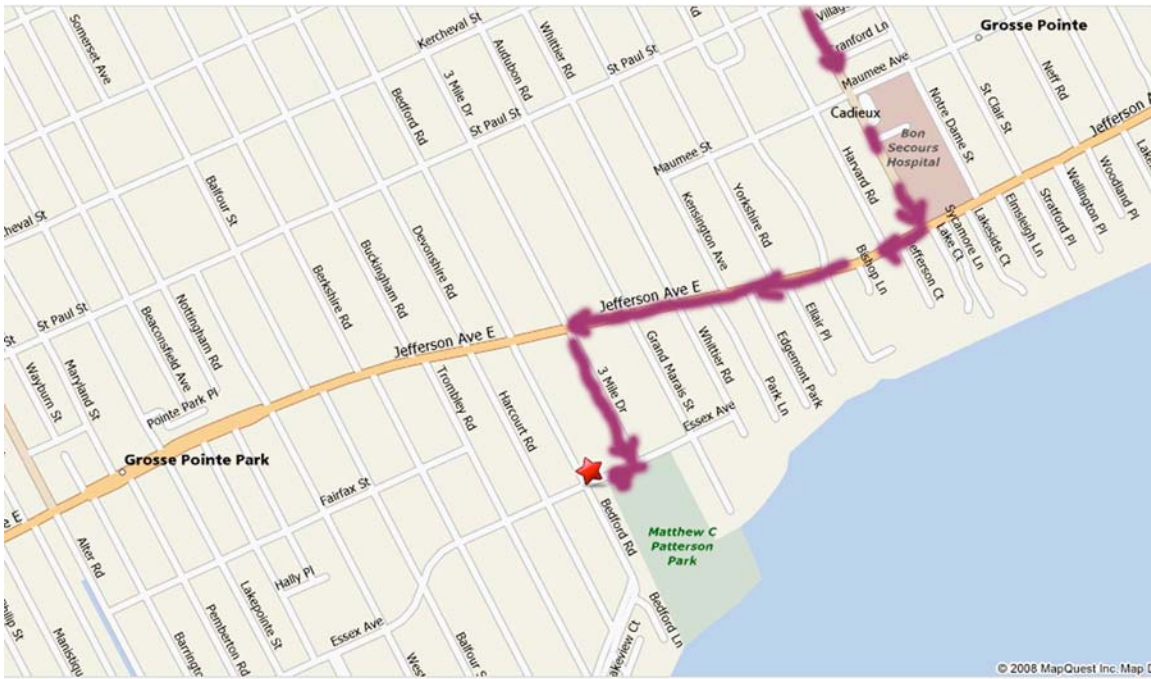 Somerset Ave
Kercheval St
Audubon Rd
Whittier Rd
St Paul St
Cranford Ln
Grosse Pointe
Maumee Ave
Neff Rd
Bedford Rd
3 Mile Dr
St Paul St
Cadieux
Bon
Secours
Hospital
Notre Dame St
St Clair St
Jefferson Ave
Maumee St
Harvard Rd
Woodland Pl
Wellington Pl
Stratford Pl
Elmsleigh Ln
Lakeside Ct
Sycamore Ln
Lake Ct
Jefferson Ct
Bishop Ln
Yorkshire Rd
Kensington Ave
Balfour St
Devonshire Rd
Buckingham Rd
Berkshire Rd
Nottingham Rd
Beaconsfield Ave
St Paul St
St
Jefferson Ave E
Jefferson Ave E
Ellair Pl
Edgemont Park
Park Ln
Whittier Rd
Grand Marais St
3 Mile Dr
Essex Ave
Wayburn St
Maryland St
Pointe Park Pl
Trombley Rd
Harcourt Rd
Grosse Pointe Park
Fairfax St
Bedford Rd
Matthew C
Patterson
Park
Alter Rd
Hally Pl
Lakepointe St
Pemberton Rd
Essex Ave
Bedford Ln
© 2008 MapQuest Inc. Map D